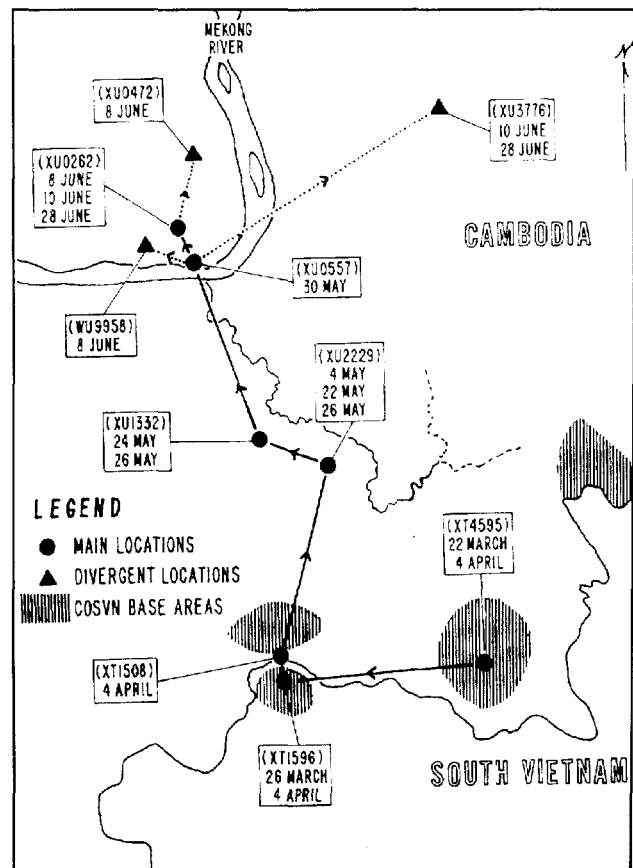 MEKONG
RIVER
N
(XU0472)
8 JUNE
(XU3776)
10 JUNE
28 JUNE
(XU0262)
8 JUNE
10 JUNE
28 JUNE
CAMBODIA
(XU0557)
30 MAY
(WU9958)
8 JUNE
(XU2229)
4 MAY
22 MAY
26 MAY
(XU1332)
24 MAY
26 MAY
LEGEND
MAIN LOCATIONS
DIVERGENT LOCATIONS
COSVN BASE AREAS
(XT4595)
22 MARCH
4 APRIL
(XT1508)
4 APRIL
(XT1596)
26 MARCH
4 APRIL
SOUTH VIETNAM